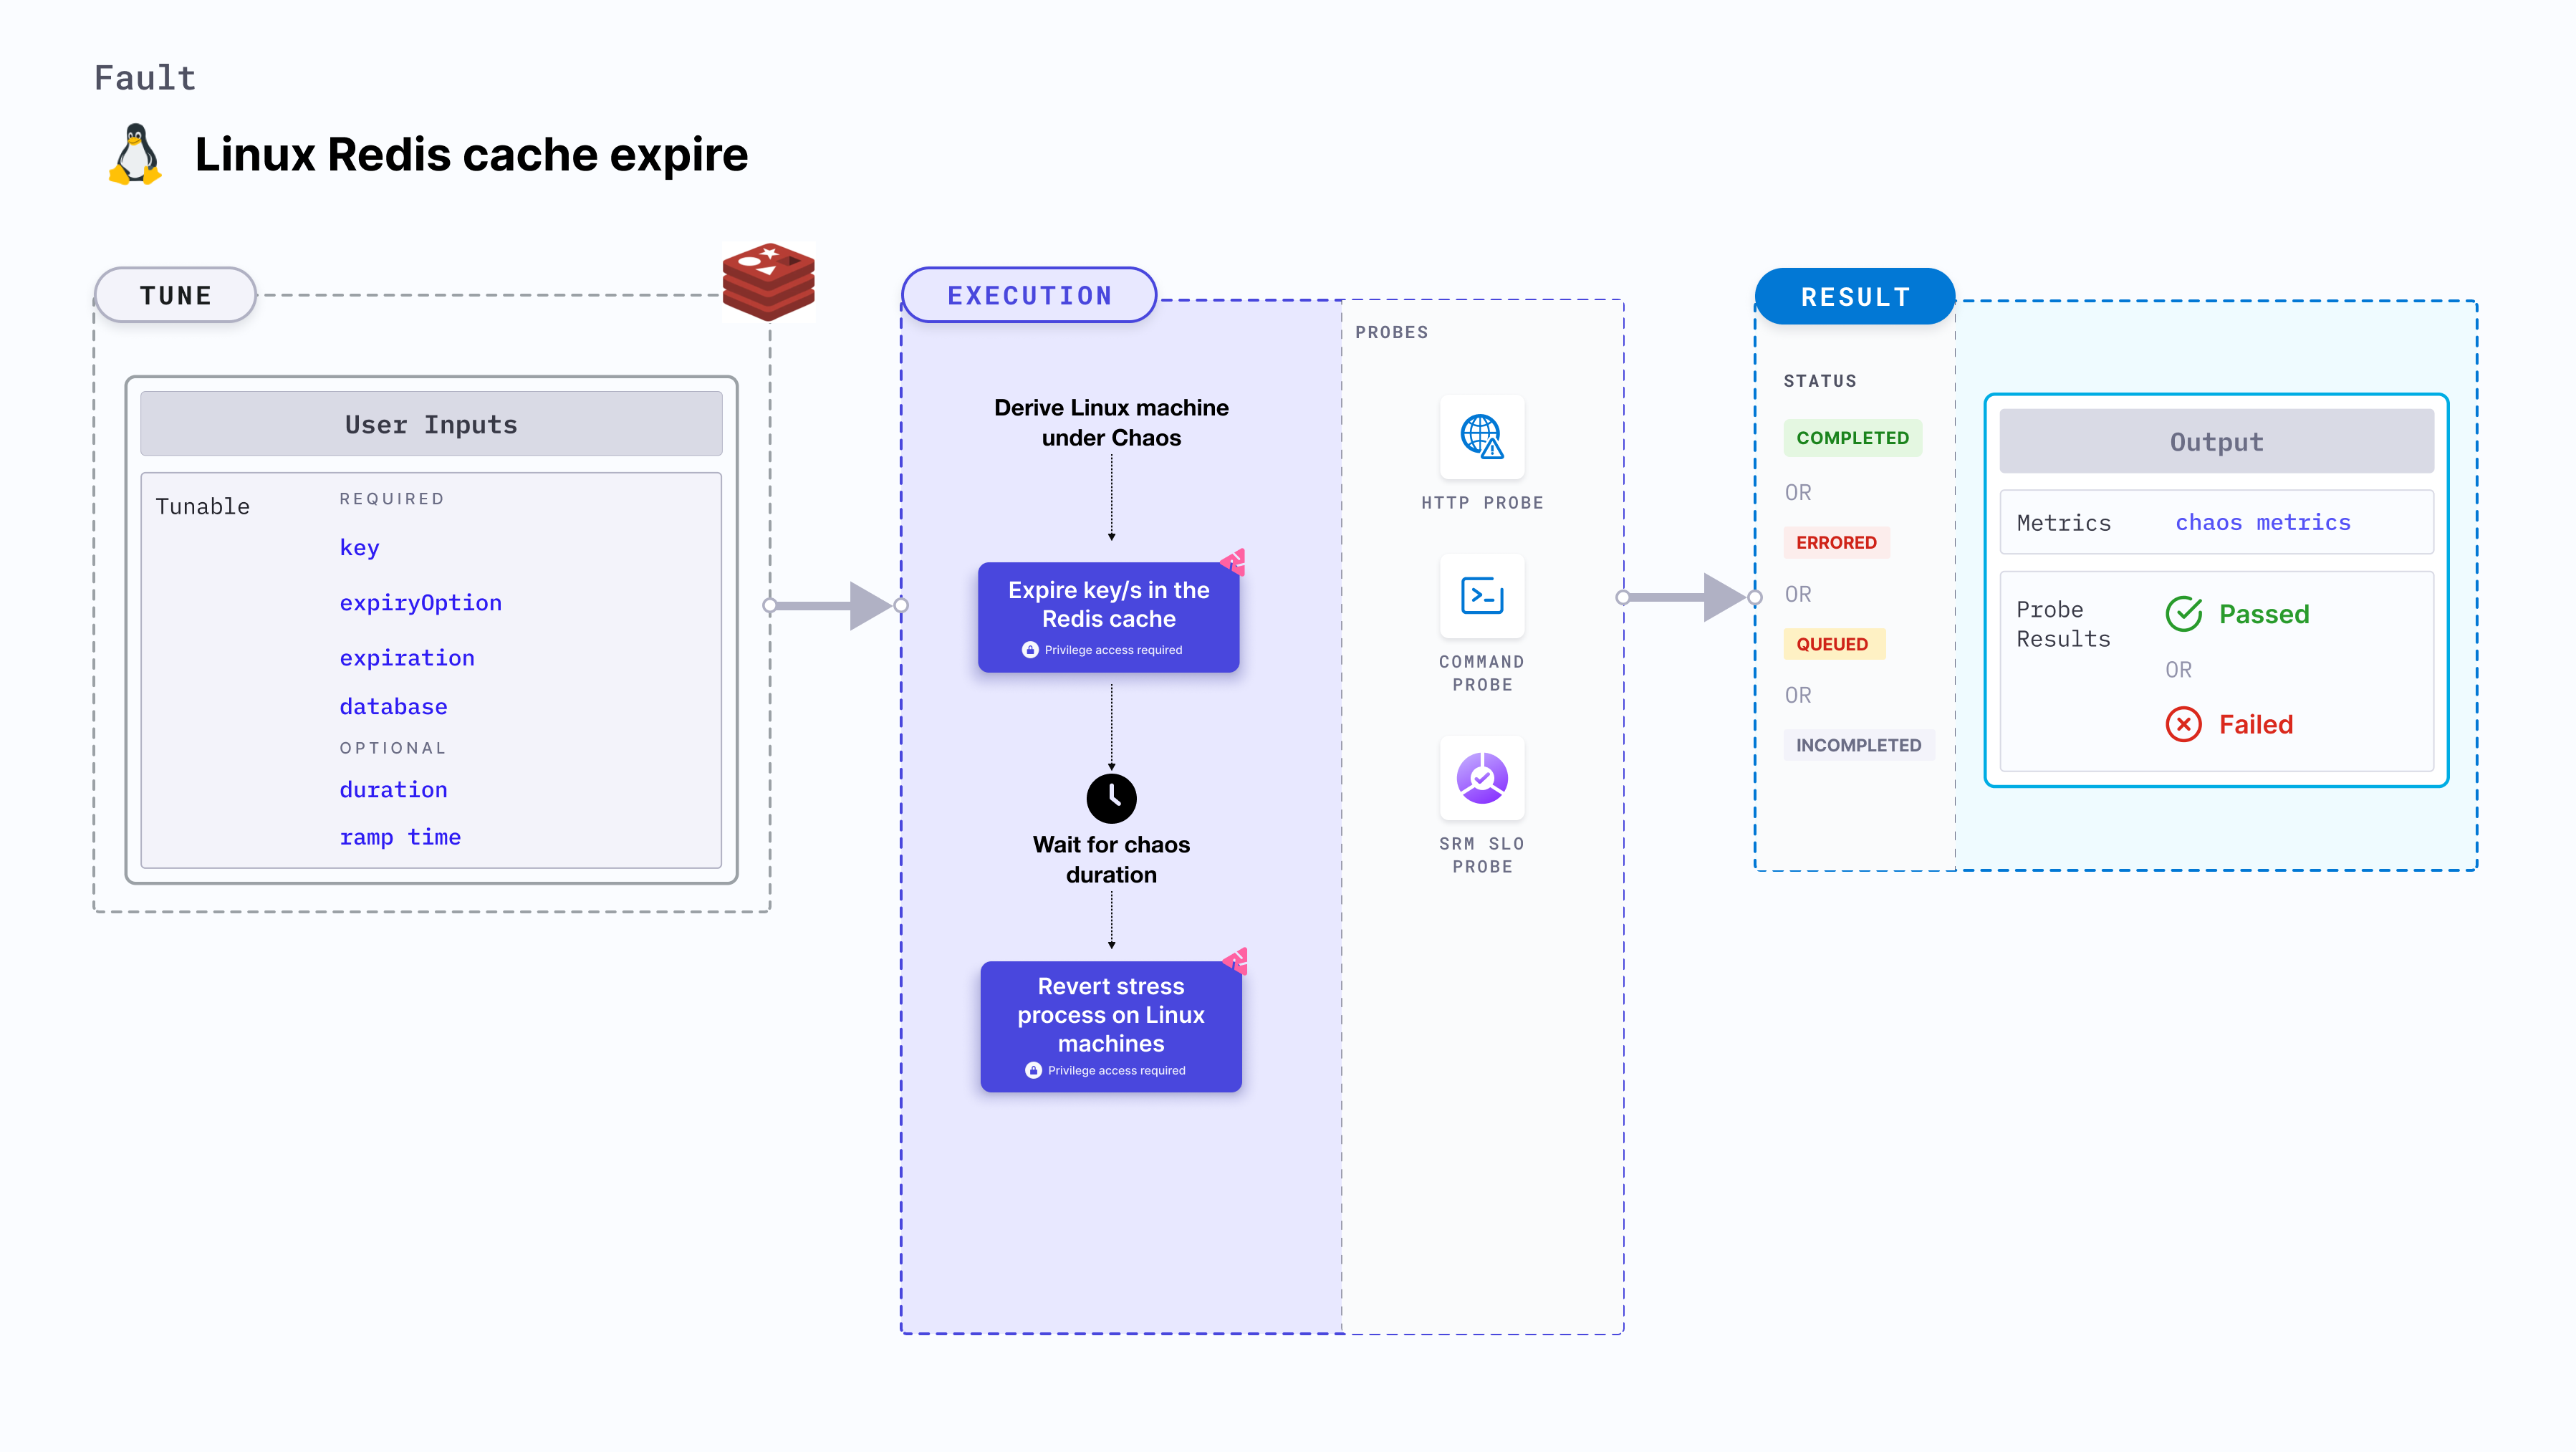 Fault
Linux Redis cache expire
TUNE
User Inputs
Tunable
REQUIRED
key
expiryOption
expiration
database
OPTIONAL
duration
ramp time
EXECUTION
Derive Linux machine
under Chaos
Expire key/s in the
Redis cache
Privilege access required
Wait for chaos
duration
Revert stress
process on Linux
machines
Privilege access required
PROBES
HTTP PROBE
COMMAND
PROBE
SRM SLO
PROBE
RESULT
STATUS
COMPLETED
OR
ERRORED
OR
QUEUED
OR
INCOMPLETED
Output
Metrics
chaos metrics
Probe
Results
Passed
OR
Failed